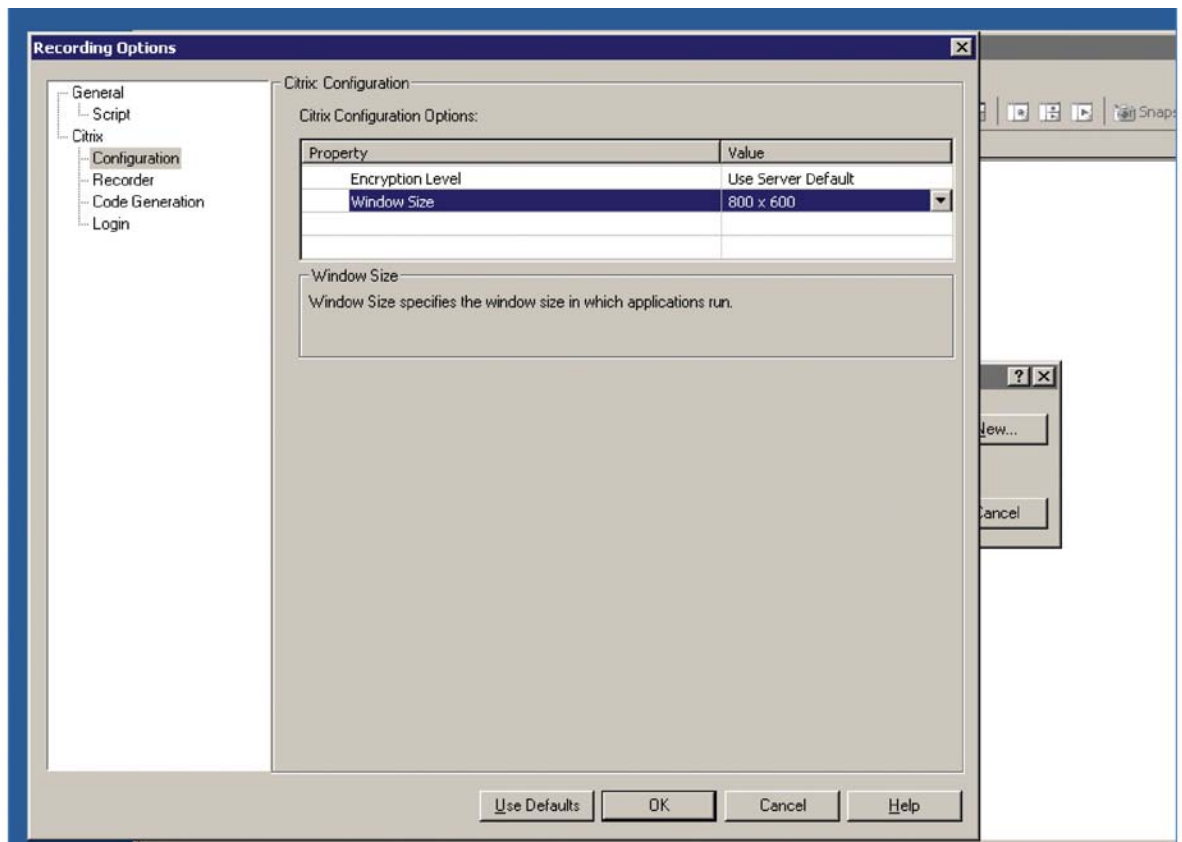 Recording Options
General
Script
Citrix
Configuration
Recorder
Code Generation
Login
Citrix: Configuration
Citrix Configuration Options:
Property Value
Encryption Level Use Server Default
Window Size 800 x 600
Window Size
Window Size specifies the window size in which applications run.
Use Defaults OK Cancel Help
Snaps
New...
Cancel